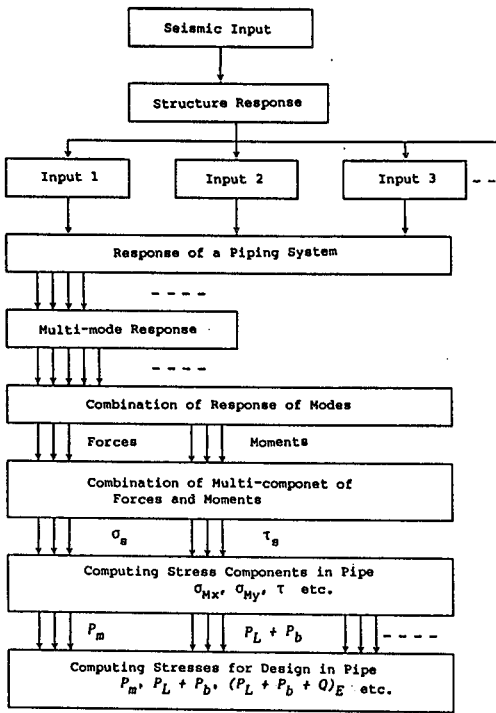 Seismic Input
Structure Response
Input 1
Input 2
Input 3
Response of a Piping System
Multi-mode Response
Combination of Response of Modes
Forces
Moments
Combination of Multi-componet of
Forces and Moments
σs
τs
Computing Stress Components in Pipe
σMx, σMy, τ etc.
Pm
PL + Pb
Computing Stresses for Design in Pipe
Pm, PL + Pb, (PL + Pb + Q)E etc.